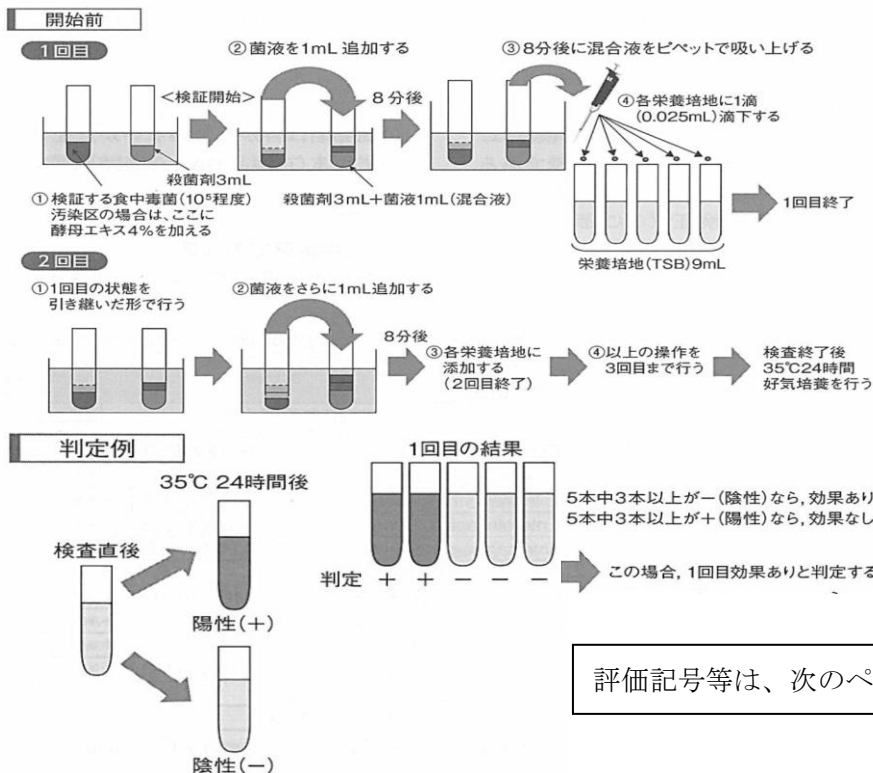 開始前
1回目
②菌液を1mL 追加する
③8分後に混合液をピペットで吸い上げる
<検証開始>
8分後
④各栄養培地に1滴
(0.025mL)滴下する
殺菌剤3mL
①検証する食中毒菌(10⁵程度)
汚染区の場合は、ここに
酵母エキス4%を加える
殺菌剤3mL+菌液1mL(混合液)
1回目終了
栄養培地(TSB)9mL
2回目
①1回目の状態を
引き継いだ形で行う
②菌液をさらに1mL追加する
8分後
③各栄養培地に
添加する
(2回目終了)
④以上の操作を
3回目まで行う
検査終了後
35℃24時間
好気培養を行う
判定例
1回目の結果
35℃ 24時間後
5本中3本以上が−(陰性)なら,効果あり
5本中3本以上が+(陽性)なら,効果なし
検査直後
判定 + + − − −
この場合, 1回目効果ありと判定する
陽性(+)
評価記号等は、次のペ
陰性(−)